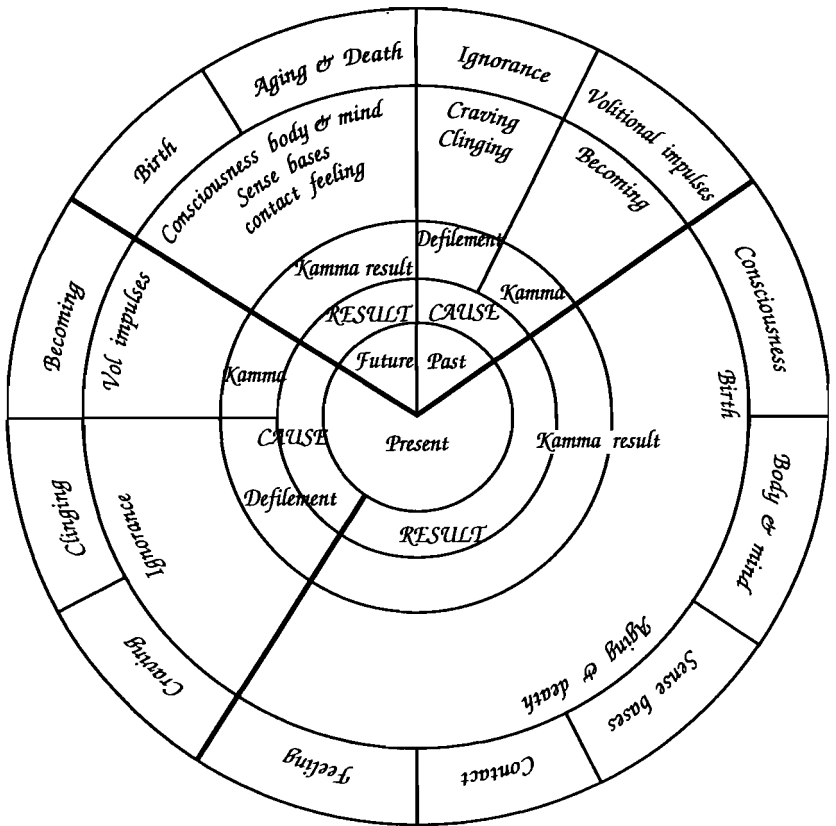 Ignorance
Volitional impulses
Consciousness
Body & mind
Sense bases
Contact
Feeling
Craving
Clinging
Becoming
Birth
Aging & Death
Craving
Clinging
Becoming
Birth
Aging & death
Ignorance
Vol impulses
Consciousness body & mind
Sense bases
contact feeling
Defilement
Kamma
Kamma result
Defilement
Kamma
Kamma result
CAUSE
RESULT
CAUSE
RESULT
Past
Present
Future